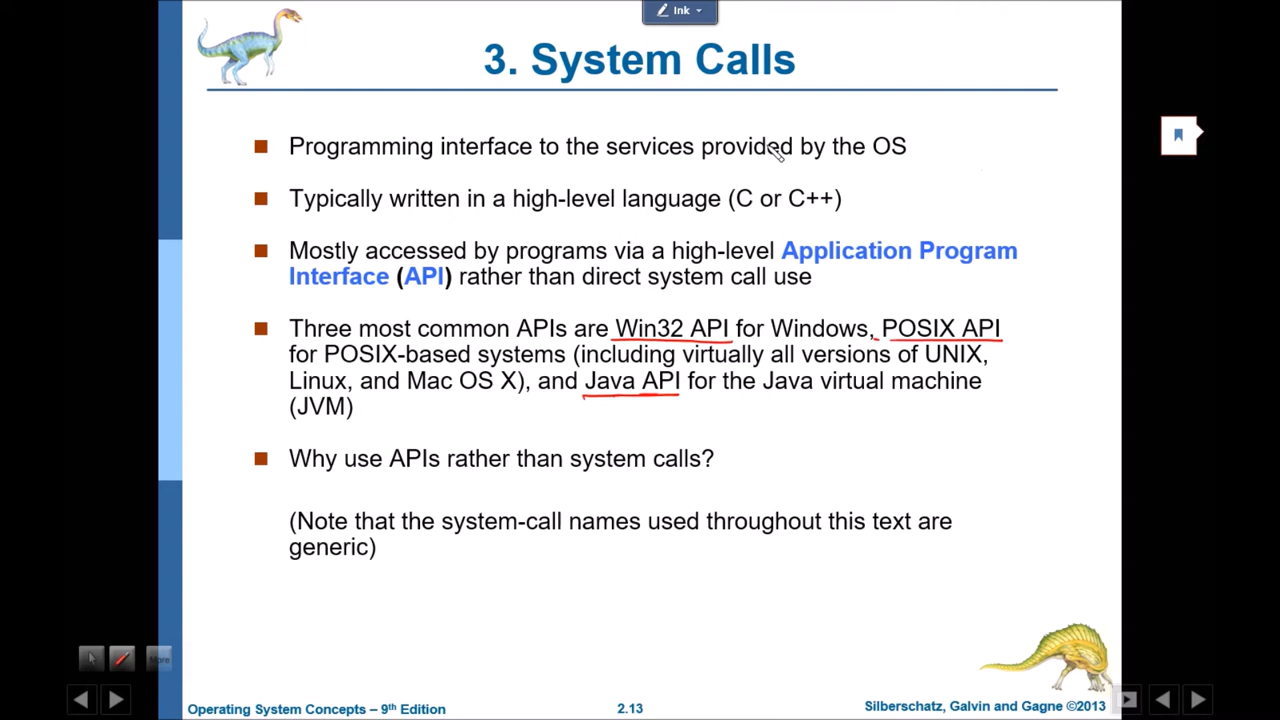 Ink
3. System Calls
Programming interface to the services provided by the OS
Typically written in a high-level language (C or C++)
Mostly accessed by programs via a high-level Application Program
Interface (API) rather than direct system call use
Three most common APIs are Win32 API for Windows, POSIX API
for POSIX-based systems (including virtually all versions of UNIX,
Linux, and Mac OS X), and Java API for the Java virtual machine
(JVM)
Why use APIs rather than system calls?
(Note that the system-call names used throughout this text are
generic)
More
Operating System Concepts – 9th Edition
2.13
Silberschatz, Galvin and Gagne ©2013